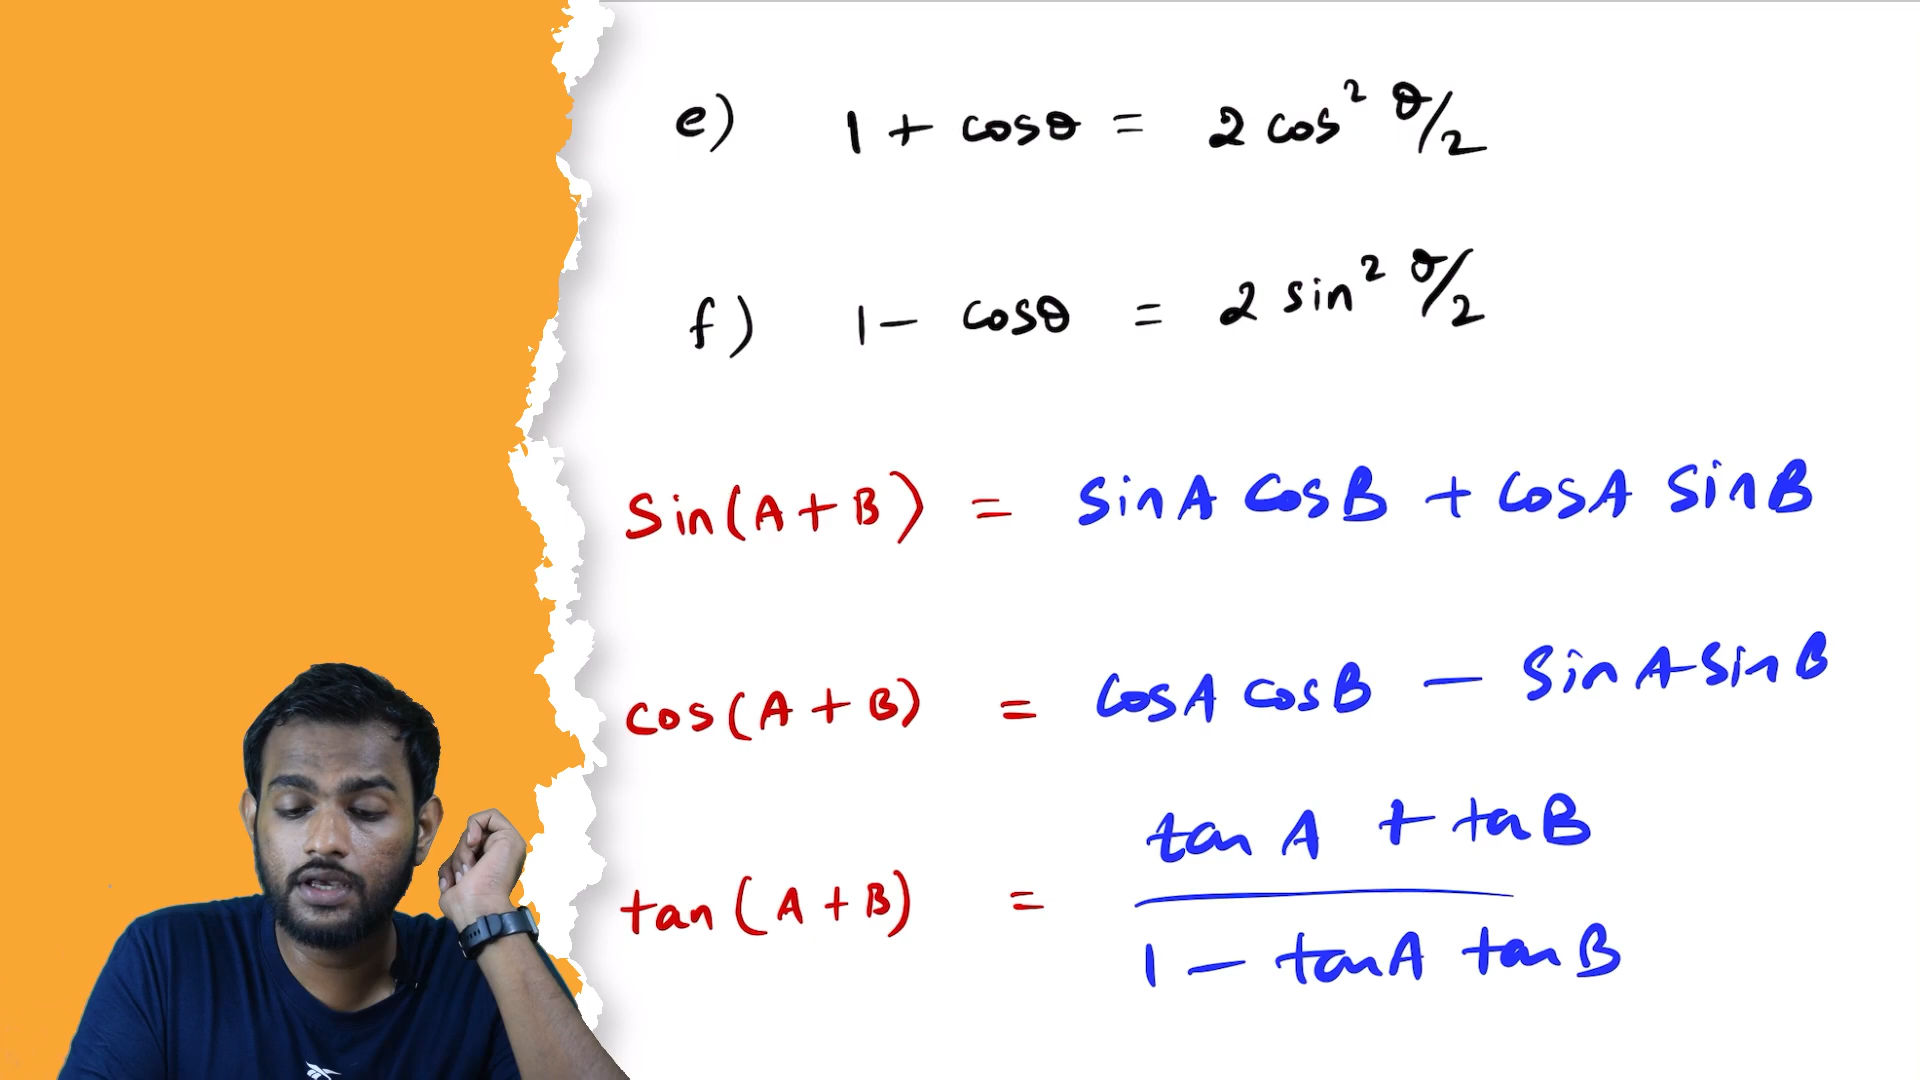 e) 1 + cosθ = 2 cos² θ/2
f) 1 - cosθ = 2 sin² θ/2
Sin(A+B) = sinA cosB + cosA sinB
cos(A+B) = cosA cosB - sinA sinB
tan(A+B) = tan A + tan B
1 - tanA tanB